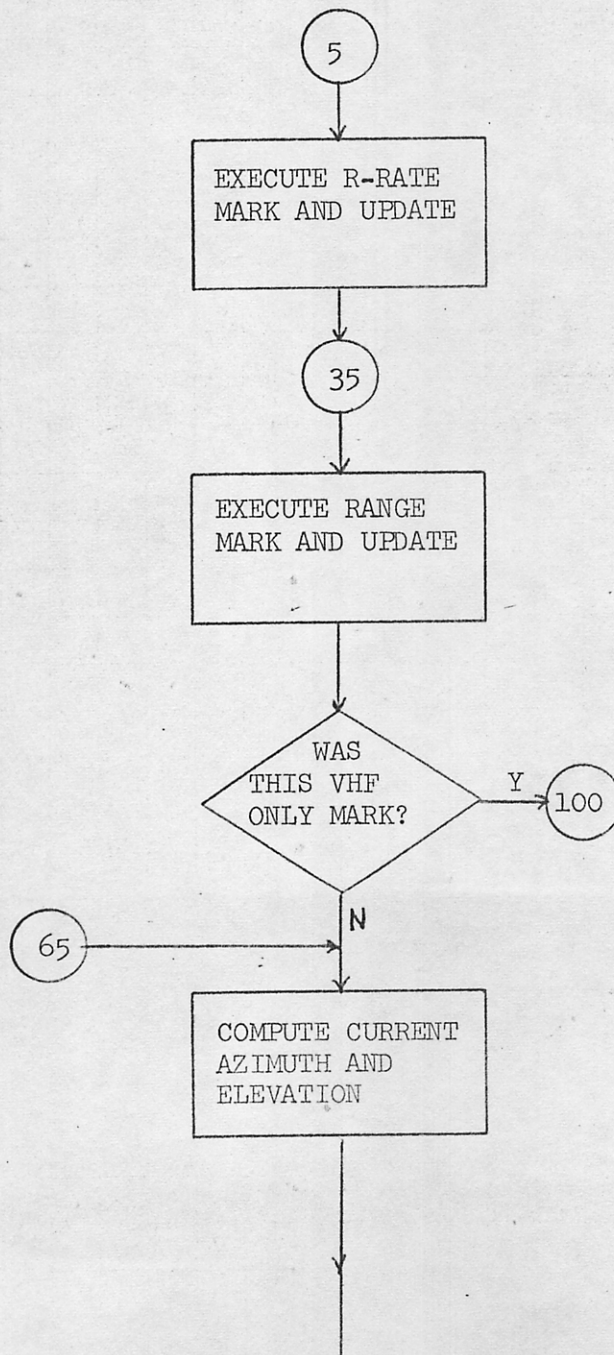 5
EXECUTE R-RATE
MARK AND UPDATE
35
EXECUTE RANGE
MARK AND UPDATE
WAS
THIS VHF
ONLY MARK?
Y
100
N
65
COMPUTE CURRENT
AZIMUTH AND
ELEVATION